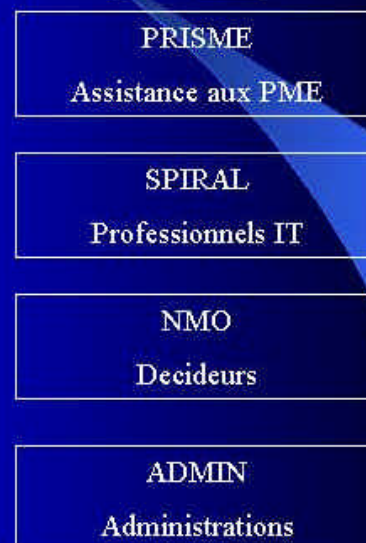 PRISME
Assistance aux PME
SPIRAL
Professionnels IT
NMO
Decideurs
ADMIN
Administrations